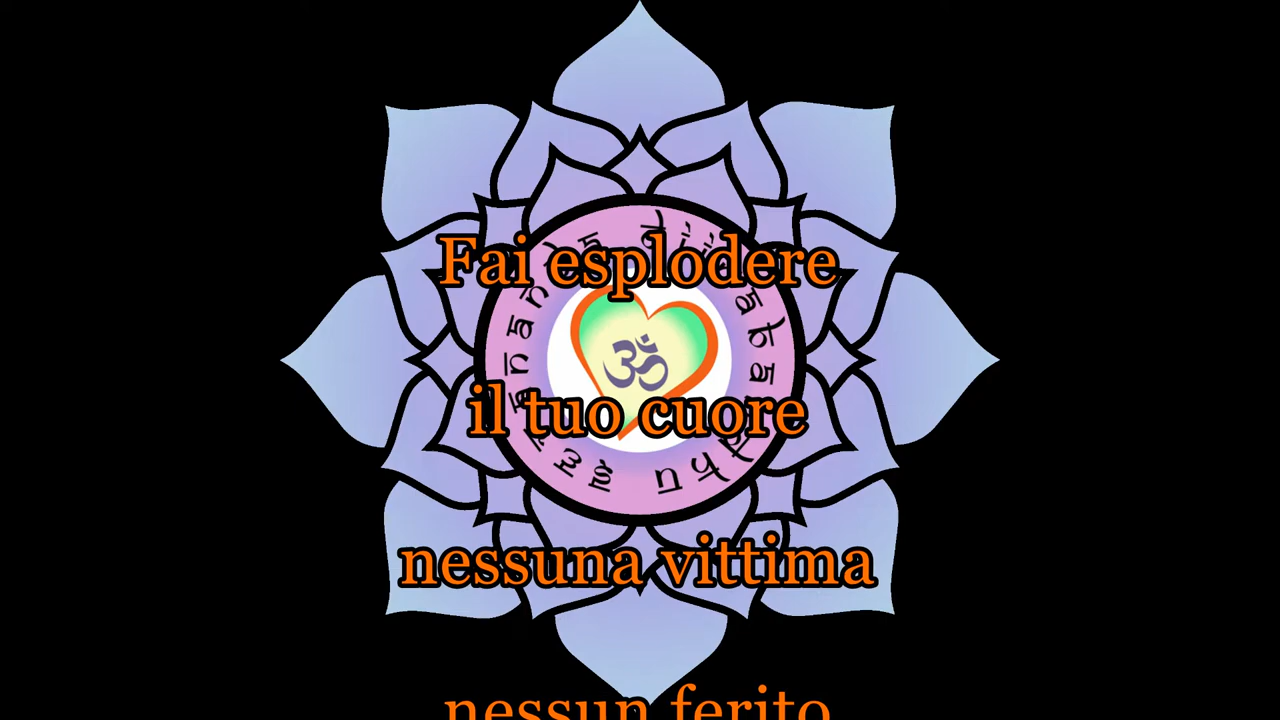 Fai esplodere
ॐ
il tuo cuore
nessuna vittima
nessun ferito